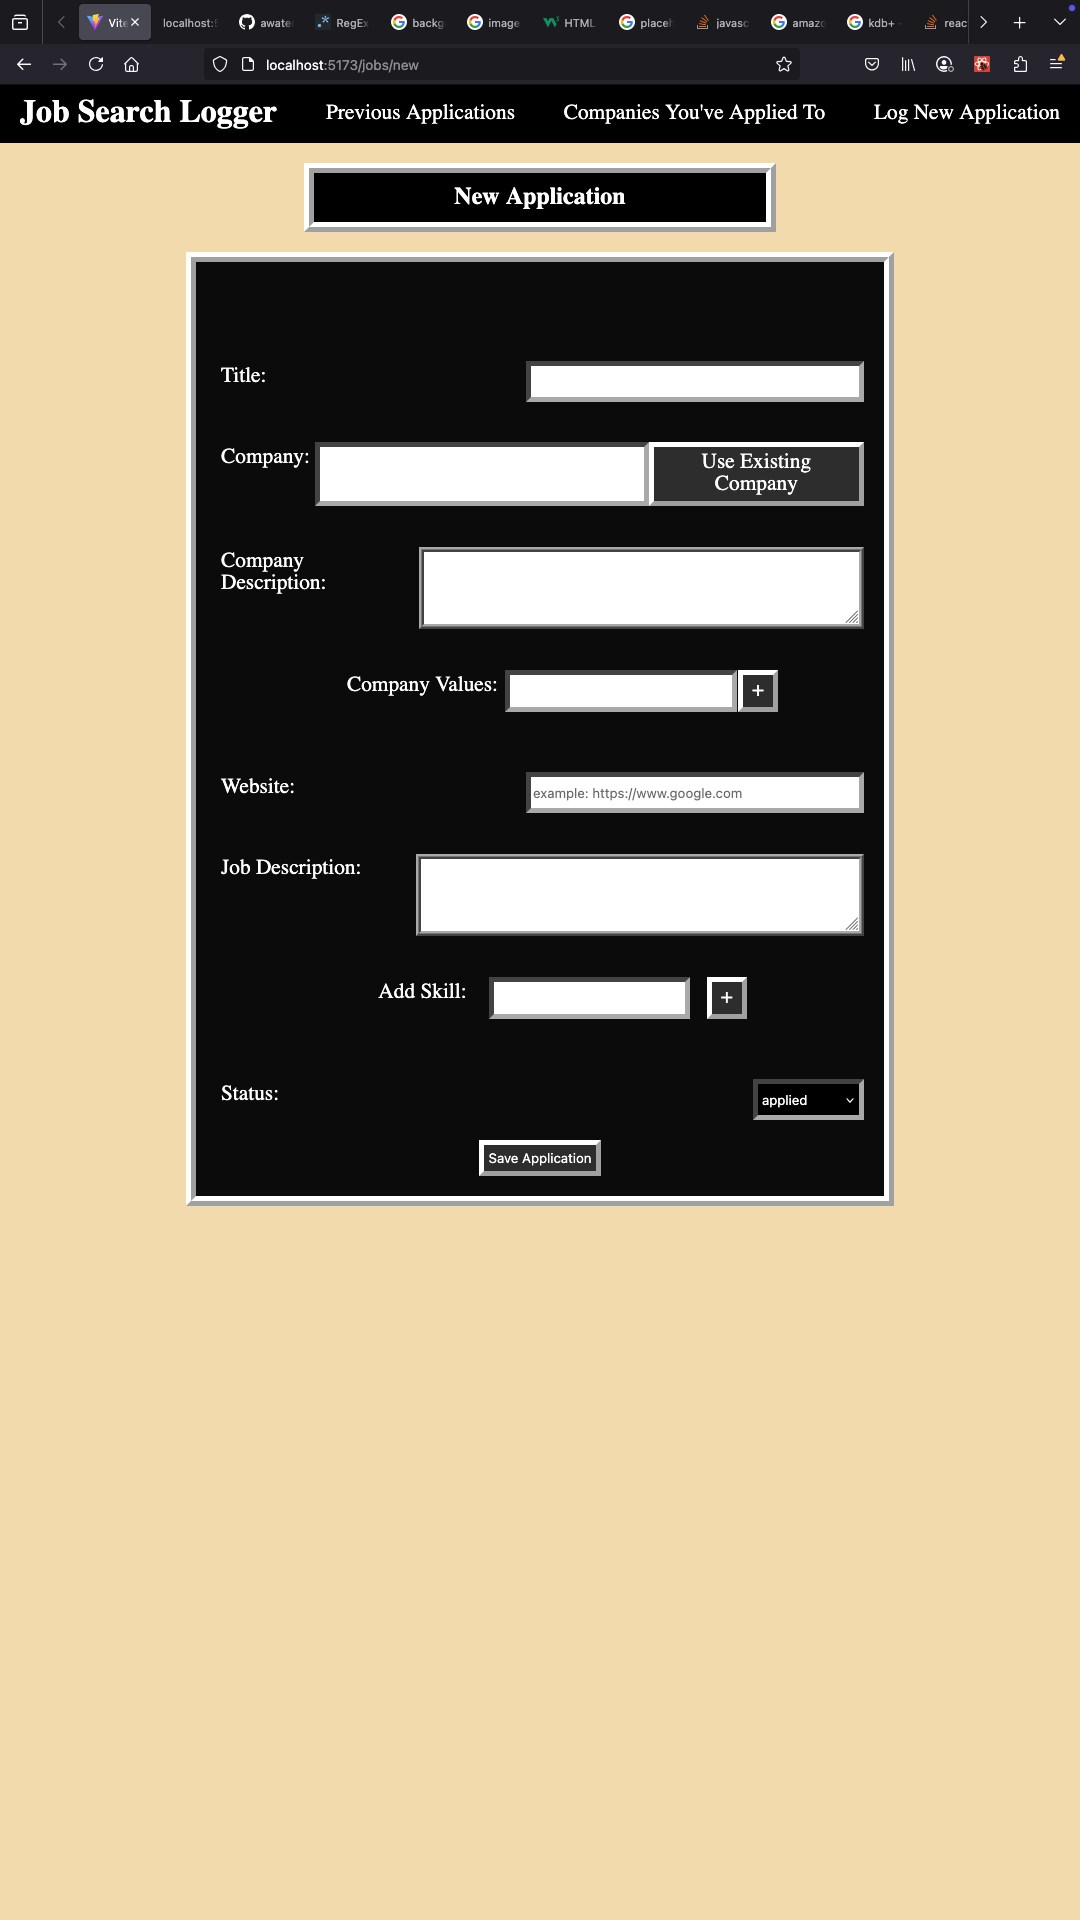 Vite
localhost:5
awate
RegEx
backg
image
HTML
placeh
javasc
amazo
kdb+ -
reac
localhost:5173/jobs/new
Job Search Logger
Previous Applications
Companies You've Applied To
Log New Application
New Application
Title:
Company:
Use Existing
Company
Company
Description:
Company Values:
+
Website:
example: https://www.google.com
Job Description:
Add Skill:
+
Status:
applied
Save Application